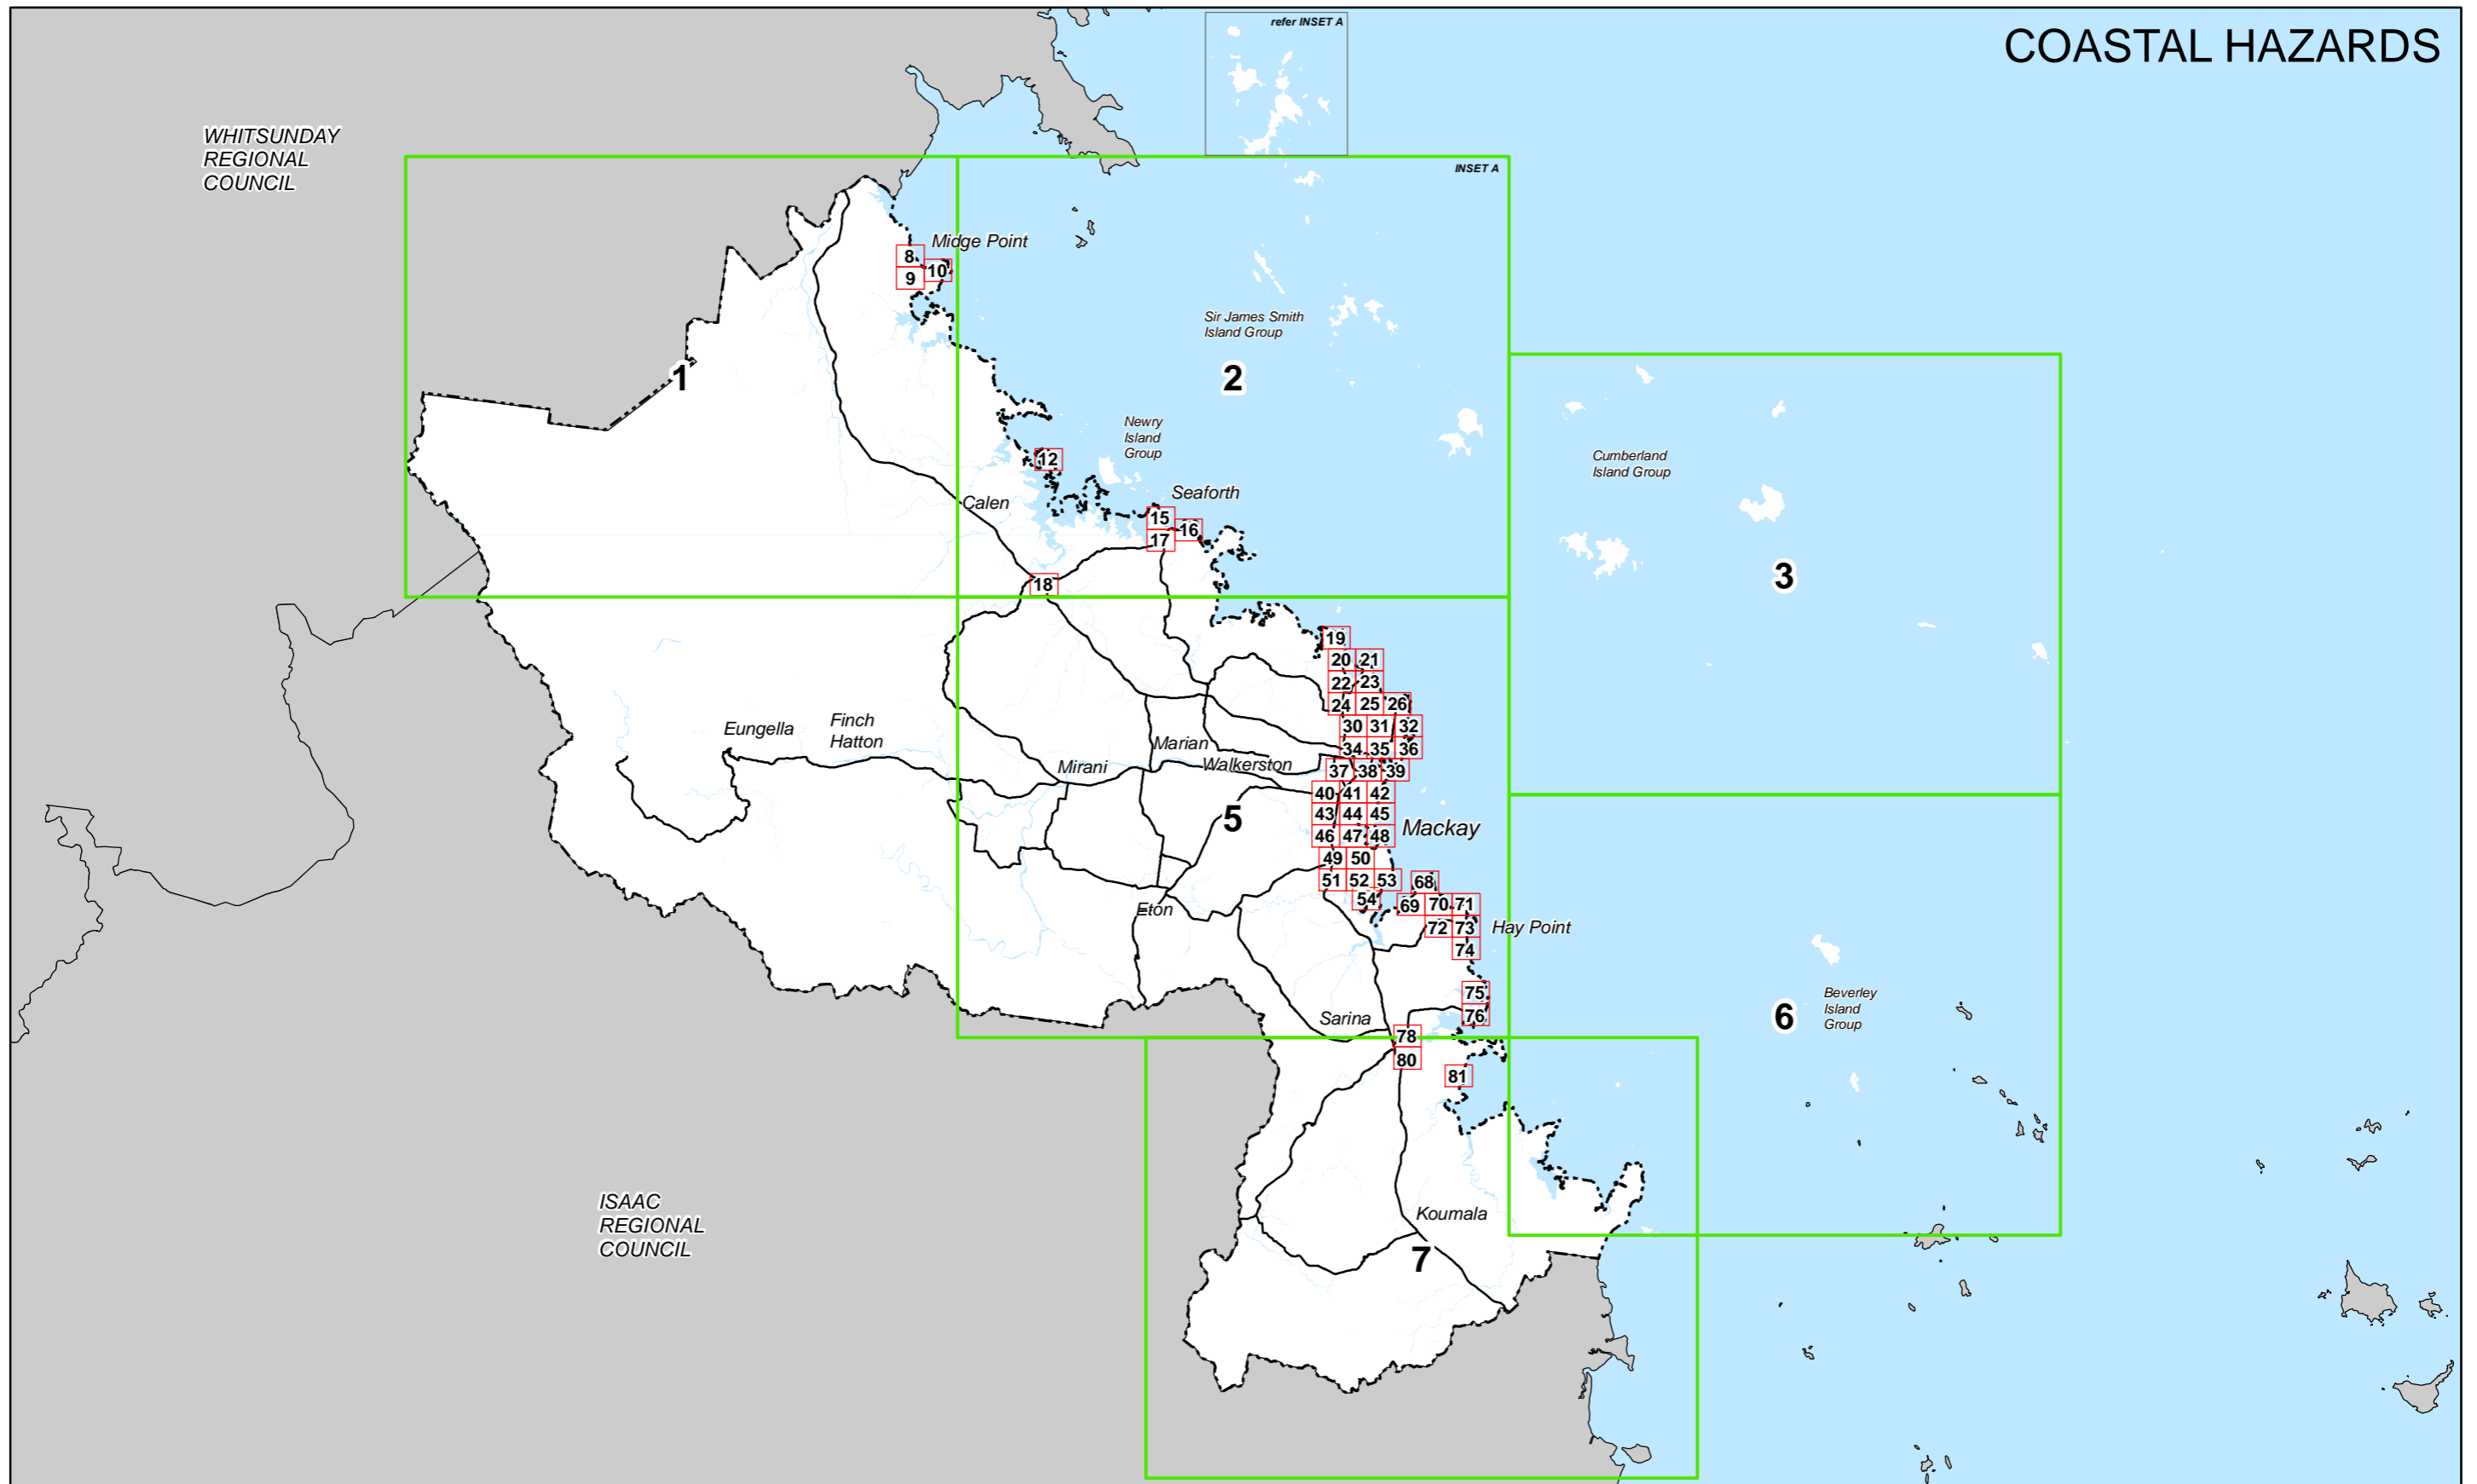 refer INSET A
COASTAL HAZARDS
WHITSUNDAY
REGIONAL
COUNCIL
INSET A
Midge Point
8
10
9
Sir James Smith
Island Group
1
2
Newry
Island
Group
Cumberland
Island Group
12
Seaforth
Calen
15
16
17
3
18
19
20 21
22 23
24 25 26
Eungella
Finch
Hatton
30 31 32
Marian
34 35 36
Mirani
Walkerston
37 38 39
40 41 42
5
43 44 45
Mackay
46 47 48
49 50
51 52 53
68
54
69 70 71
Eton
72 73
Hay Point
74
75
Beverley
Island
Group
76
6
Sarina
78
80
81
ISAAC
REGIONAL
COUNCIL
Koumala
7